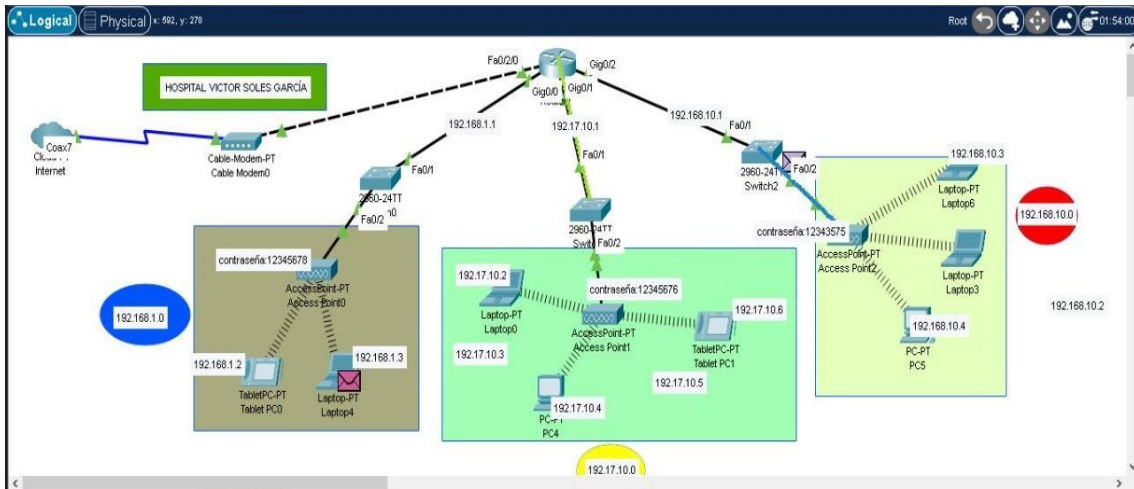 Logical
Physical
x: 592, y: 278
Root
01:54:00
HOSPITAL VICTOR SOLES GARCÍA
Fa0/2/0
Gig0/2
Gig0/0
Gig0/1
Coax7
Internet
Cable-Modem-PT
Cable Modem0
192.168.1.1
192.17.10.1
192.168.10.1
Fa0/1
Fa0/1
Fa0/1
2960-24TT
Fa0/2
2960-24TT
Fa0/2
Switch2
Fa0/2
contraseña:12345678
AccessPoint-PT
Access Point0
192.168.1.0
192.168.1.2
192.168.1.3
TabletPC-PT
Tablet PC0
Laptop-PT
Laptop4
192.17.10.2
Laptop-PT
Laptop0
192.17.10.3
contraseña:12345676
AccessPoint-PT
Access Point1
192.17.10.6
TabletPC-PT
Tablet PC1
192.17.10.5
192.17.10.4
PC4
192.17.10.0
192.168.10.3
Laptop-PT
Laptop6
contraseña:12343575
AccessPoint-PT
Access Point2
Laptop-PT
Laptop3
192.168.10.4
PC-PT
PC5
192.168.10.0
192.168.10.2